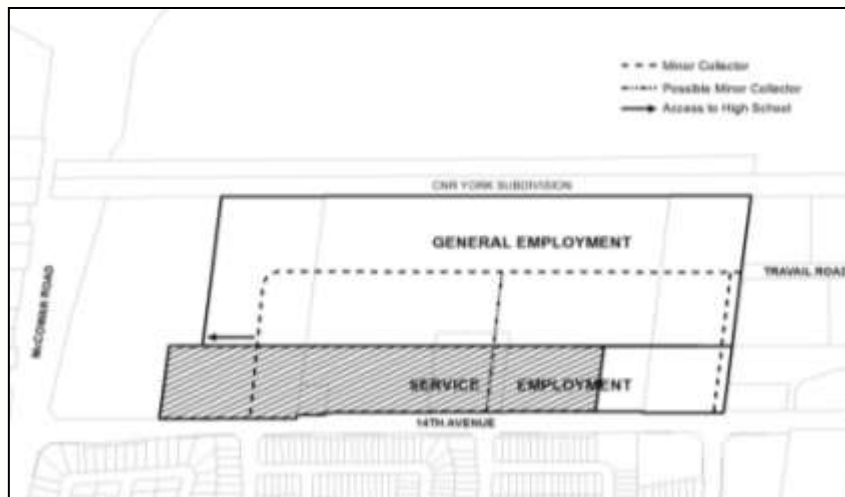 Minor Collector
Possible Minor Collector
Access to High School
CNR YORK SUBDIVISION
GENERAL EMPLOYMENT
TRAVAIL ROAD
McCOWAN ROAD
SERVICE EMPLOYMENT
14TH AVENUE